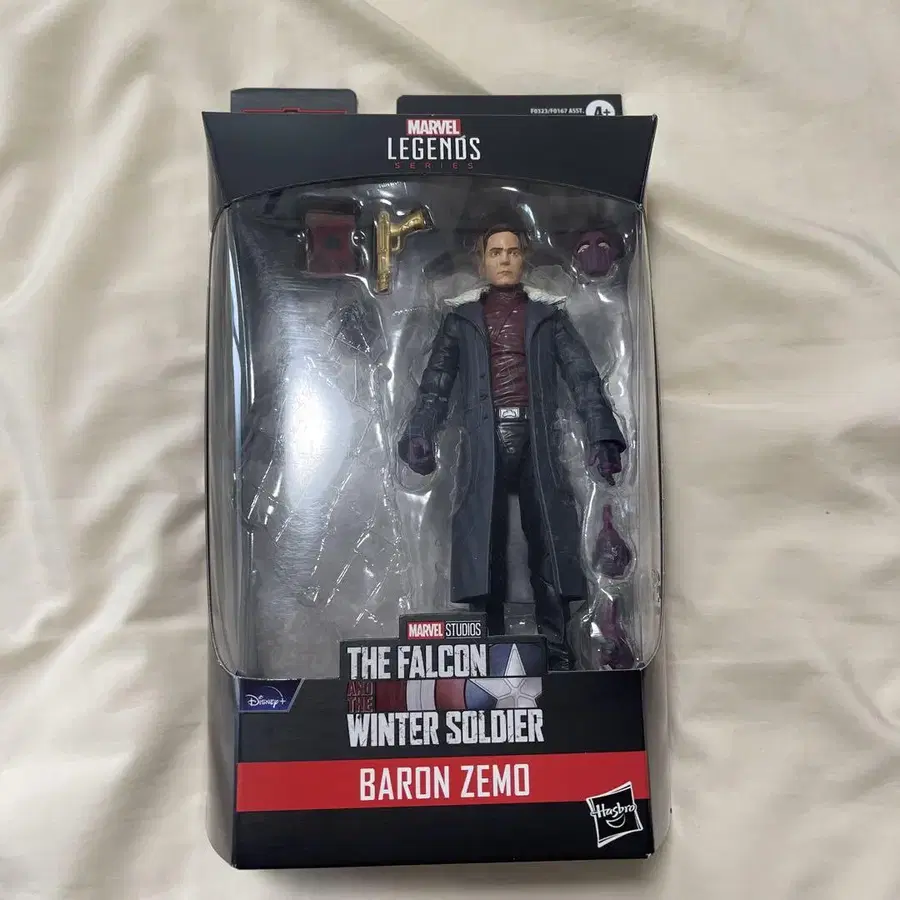 F0323/F0167 ASST.
4+
MARVEL
LEGENDS
SERIES
MARVEL STUDIOS
THE FALCON
AND
THE
WINTER SOLDIER
Disney+
BARON ZEMO
Hasbro